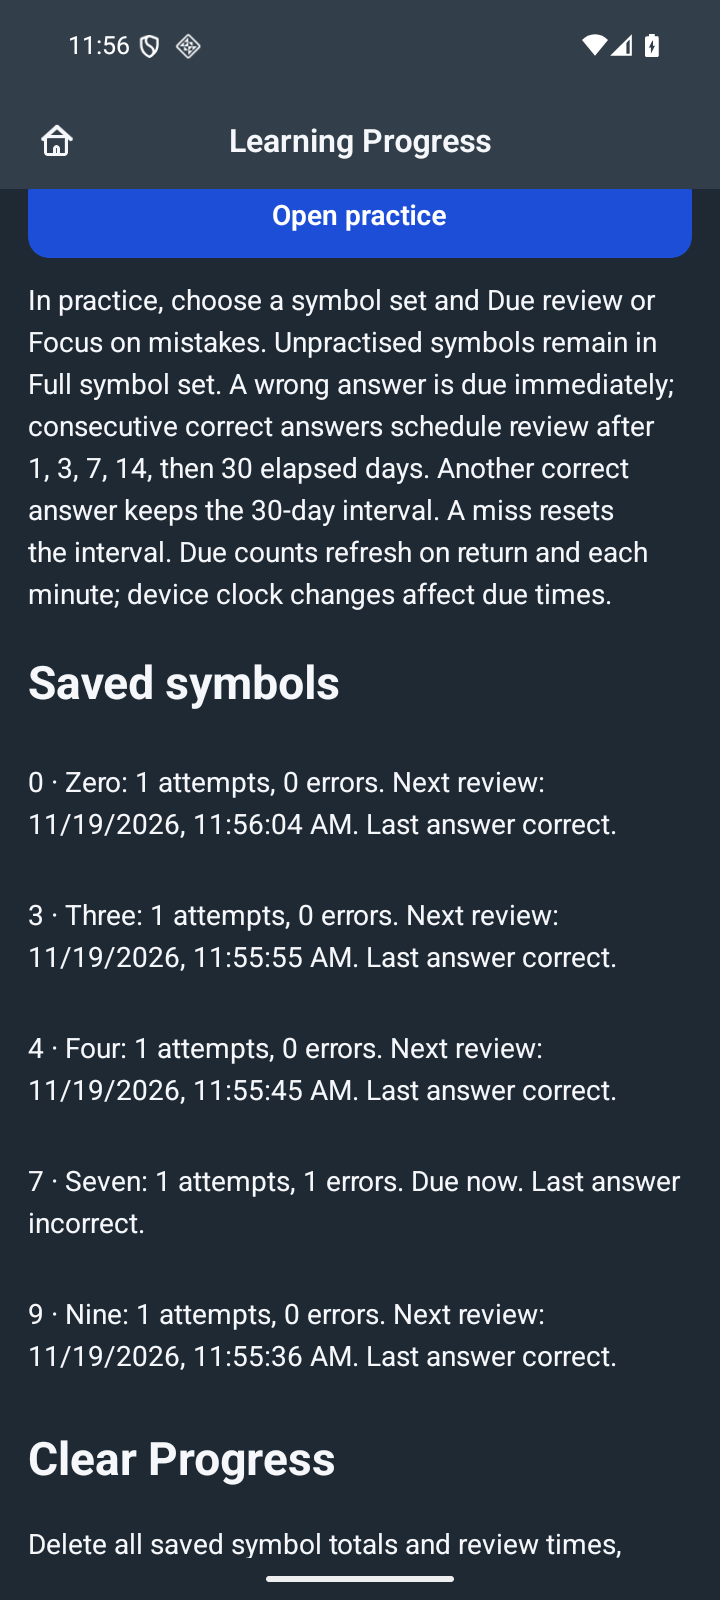 11:56
Learning Progress
Open practice
In practice, choose a symbol set and Due review or
Focus on mistakes. Unpractised symbols remain in
Full symbol set. A wrong answer is due immediately;
consecutive correct answers schedule review after
1, 3, 7, 14, then 30 elapsed days. Another correct
answer keeps the 30-day interval. A miss resets
the interval. Due counts refresh on return and each
minute; device clock changes affect due times.
Saved symbols
0 · Zero: 1 attempts, 0 errors. Next review:
11/19/2026, 11:56:04 AM. Last answer correct.
3 · Three: 1 attempts, 0 errors. Next review:
11/19/2026, 11:55:55 AM. Last answer correct.
4 · Four: 1 attempts, 0 errors. Next review:
11/19/2026, 11:55:45 AM. Last answer correct.
7 · Seven: 1 attempts, 1 errors. Due now. Last answer
incorrect.
9 · Nine: 1 attempts, 0 errors. Next review:
11/19/2026, 11:55:36 AM. Last answer correct.
Clear Progress
Delete all saved symbol totals and review times,